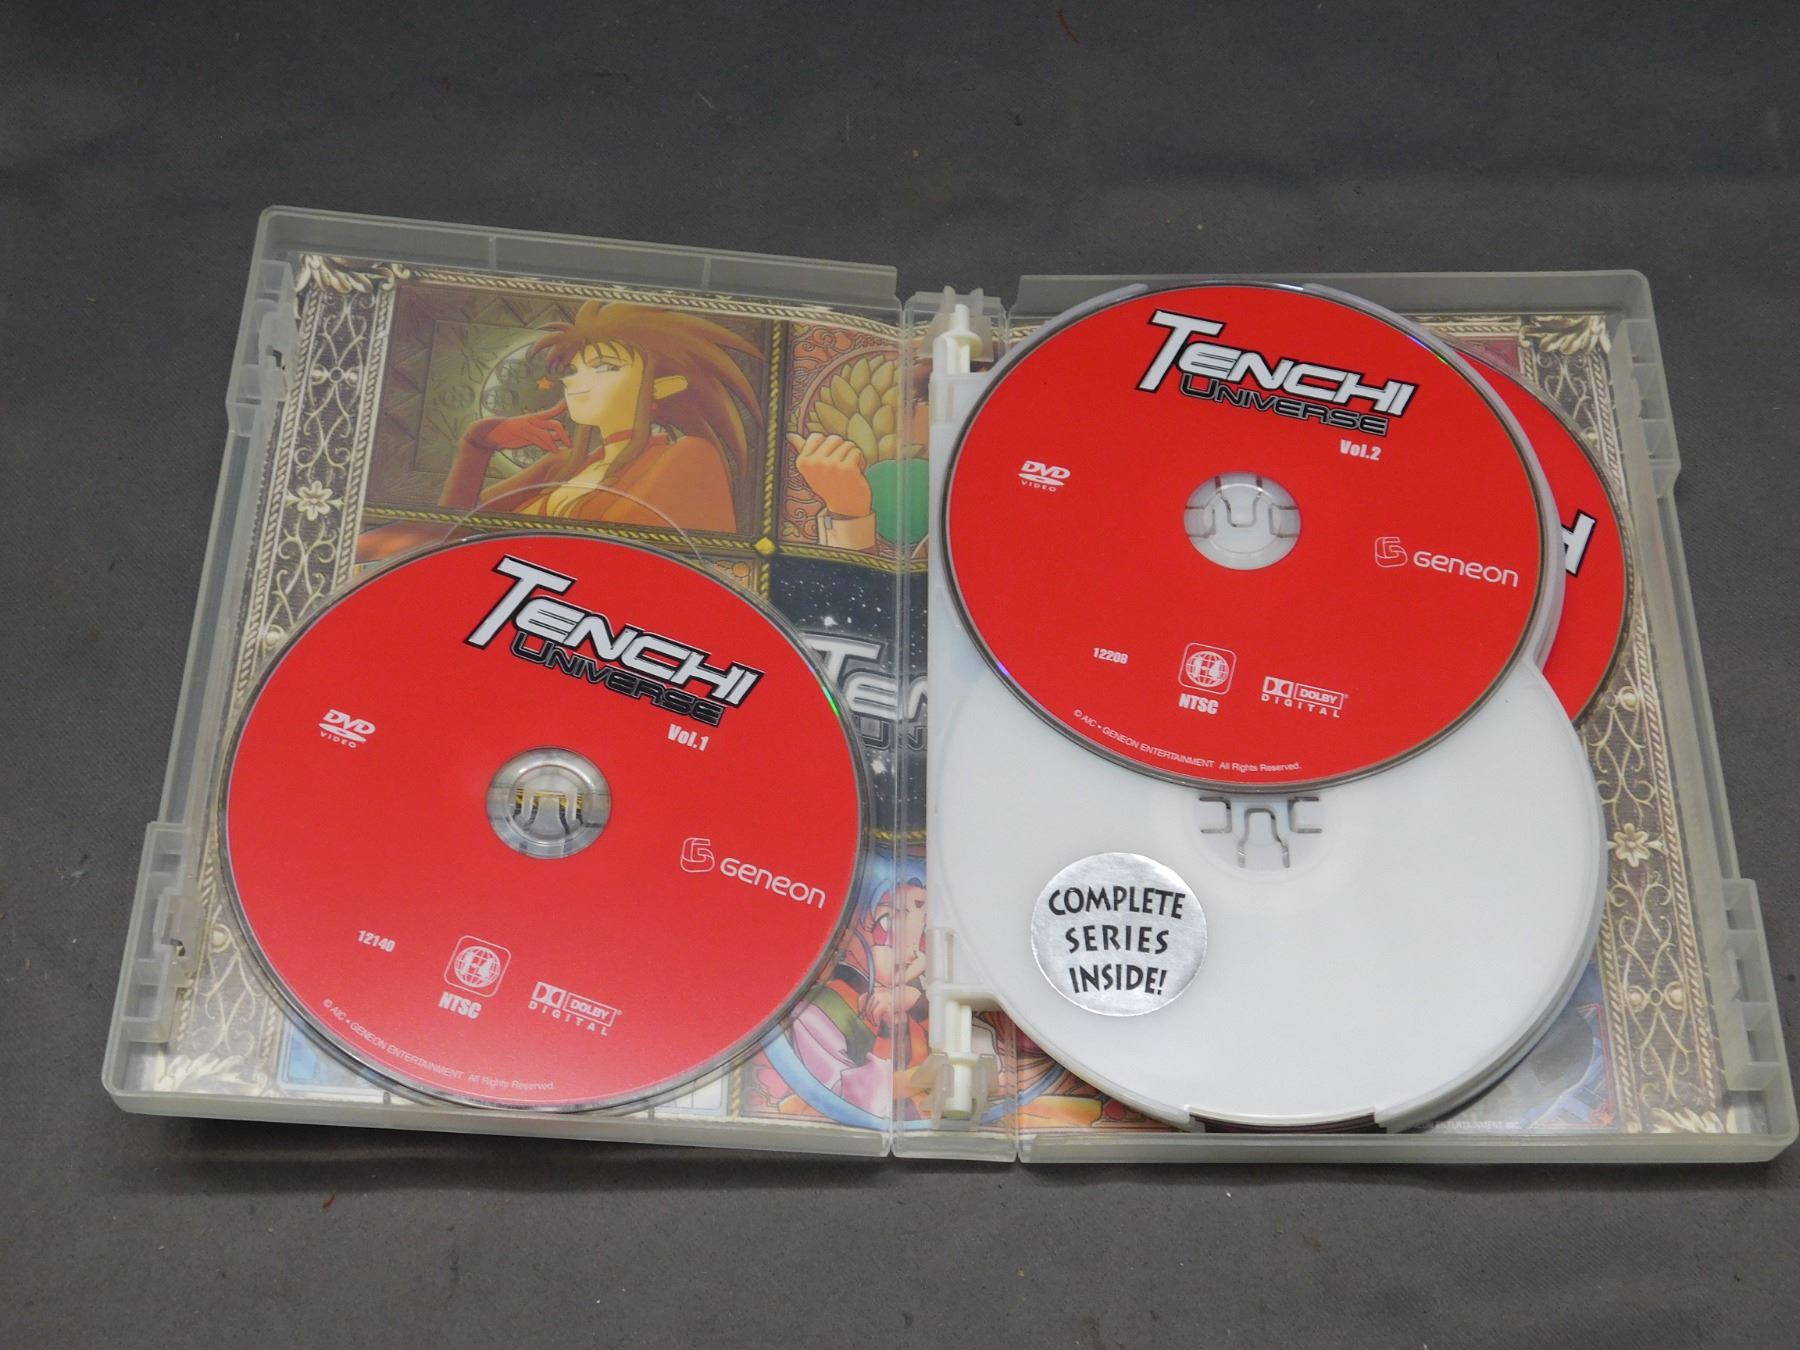 TENCHI
UNIVERSE
Vol.1
DVD
VIDEO
GENEON
12140
NTSC
DOLBY
DIGITAL
© AIC • GENEON ENTERTAINMENT All Rights Reserved.
TENCHI
UNIVERSE
Vol.2
DVD
VIDEO
GENEON
12208
NTSC
DOLBY
DIGITAL
© AIC • GENEON ENTERTAINMENT All Rights Reserved.
COMPLETE
SERIES
INSIDE!